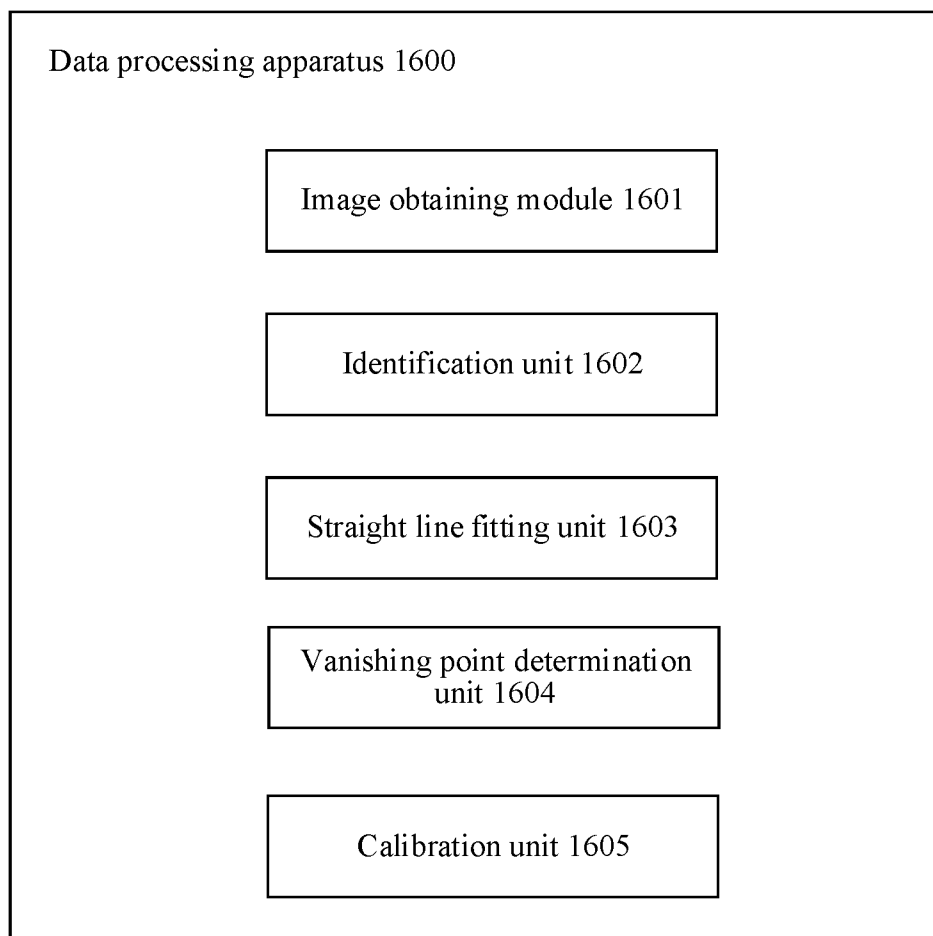 Data processing apparatus 1600
Image obtaining module 1601
Identification unit 1602
Straight line fitting unit 1603
Vanishing point determination
unit 1604
Calibration unit 1605